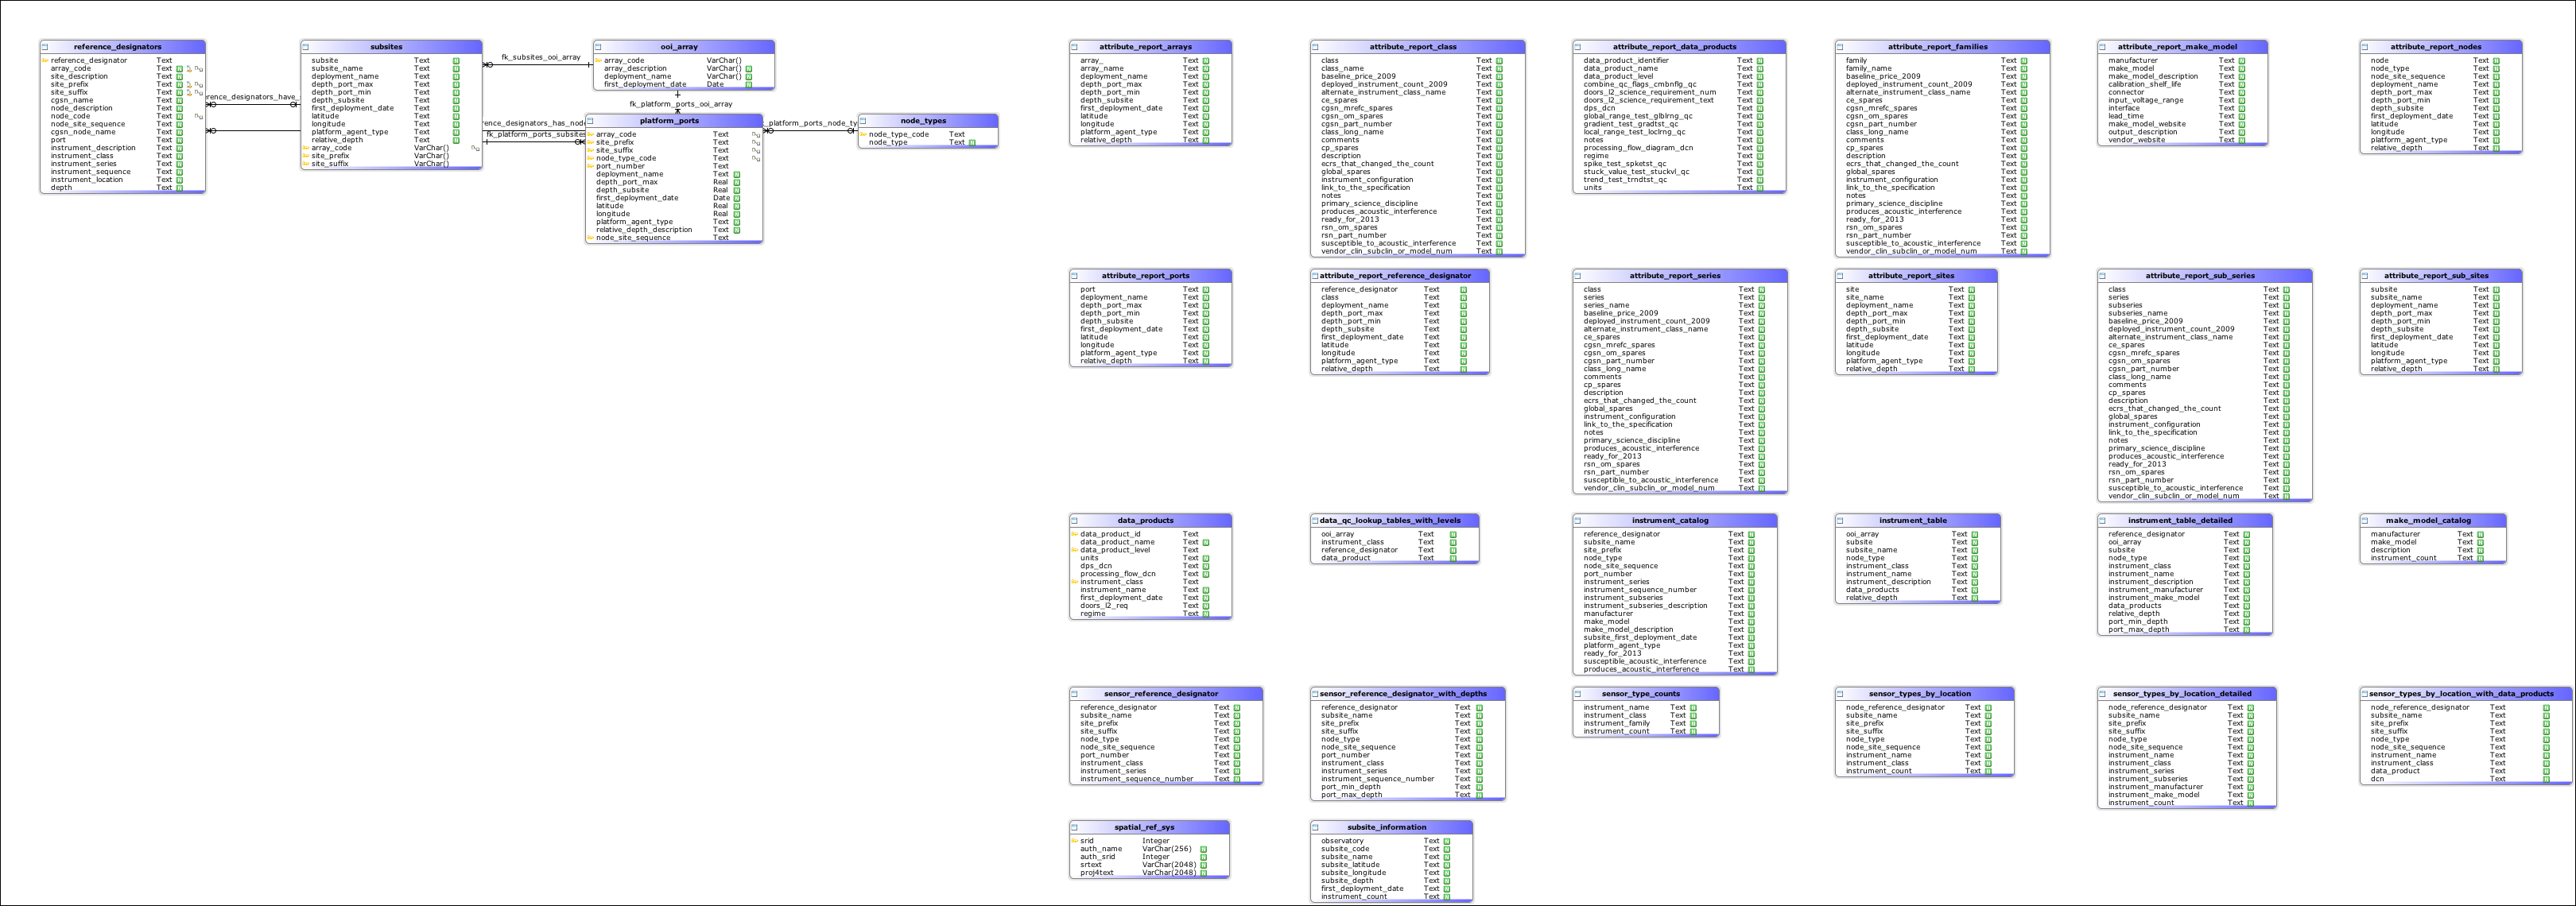 reference_designators
reference_designator Text
array_code Text
site_description Text
site_prefix Text
site_suffix Text
cgsn_name Text
node_description Text
node_code Text
node_site_sequence Text
cgsn_node_name Text
port Text
instrument_description Text
instrument_class Text
instrument_series Text
instrument_sequence Text
instrument_location Text
depth Text
rence_designators_have_
subsites
subsite Text
subsite_name Text
deployment_name Text
depth_port_max Text
depth_port_min Text
depth_subsite Text
first_deployment_date Text
latitude Text
longitude Text
platform_agent_type Text
relative_depth Text
array_code VarChar()
site_prefix VarChar()
site_suffix VarChar()
fk_subsites_ooi_array
ooi_array
array_code VarChar()
array_description VarChar()
deployment_name VarChar()
first_deployment_date Date
fk_platform_ports_ooi_array
rence_designators_has_node
fk_platform_ports_subsites
platform_ports
array_code Text
site_prefix Text
site_suffix Text
node_type_code Text
port_number Text
deployment_name Text
depth_port_max Real
depth_subsite Real
first_deployment_date Date
latitude Real
longitude Real
platform_agent_type Text
relative_depth_description Text
node_site_sequence Text
_platform_ports_node_ty
node_types
node_type_code Text
node_type Text
attribute_report_arrays
array_ Text
array_name Text
deployment_name Text
depth_port_max Text
depth_port_min Text
depth_subsite Text
first_deployment_date Text
latitude Text
longitude Text
platform_agent_type Text
relative_depth Text
attribute_report_class
class Text
class_name Text
baseline_price_2009 Text
deployed_instrument_count_2009 Text
alternate_instrument_class_name Text
ce_spares Text
cgsn_mrefc_spares Text
cgsn_om_spares Text
cgsn_part_number Text
class_long_name Text
comments Text
cp_spares Text
description Text
ecrs_that_changed_the_count Text
global_spares Text
instrument_configuration Text
link_to_the_specification Text
notes Text
primary_science_discipline Text
produces_acoustic_interference Text
ready_for_2013 Text
rsn_om_spares Text
rsn_part_number Text
susceptible_to_acoustic_interference Text
vendor_clin_subclin_or_model_num Text
attribute_report_data_products
data_product_identifier Text
data_product_name Text
data_product_level Text
combine_qc_flags_cmbnflg_qc Text
doors_l2_science_requirement_num Text
doors_l2_science_requirement_text Text
dps_dcn Text
global_range_test_glblrng_qc Text
gradient_test_gradtst_qc Text
local_range_test_loclrng_qc Text
notes Text
processing_flow_diagram_dcn Text
regime Text
spike_test_spketst_qc Text
stuck_value_test_stuckvl_qc Text
trend_test_trndtst_qc Text
units Text
attribute_report_families
family Text
family_name Text
baseline_price_2009 Text
deployed_instrument_count_2009 Text
alternate_instrument_class_name Text
ce_spares Text
cgsn_mrefc_spares Text
cgsn_om_spares Text
cgsn_part_number Text
class_long_name Text
comments Text
cp_spares Text
description Text
ecrs_that_changed_the_count Text
global_spares Text
instrument_configuration Text
link_to_the_specification Text
notes Text
primary_science_discipline Text
produces_acoustic_interference Text
ready_for_2013 Text
rsn_om_spares Text
rsn_part_number Text
susceptible_to_acoustic_interference Text
vendor_clin_subclin_or_model_num Text
attribute_report_make_model
manufacturer Text
make_model Text
make_model_description Text
calibration_shelf_life Text
connector Text
input_voltage_range Text
interface Text
lead_time Text
make_model_website Text
output_description Text
vendor_website Text
attribute_report_nodes
node Text
node_type Text
node_site_sequence Text
deployment_name Text
depth_port_max Text
depth_port_min Text
depth_subsite Text
first_deployment_date Text
latitude Text
longitude Text
platform_agent_type Text
relative_depth Text
attribute_report_ports
port Text
deployment_name Text
depth_port_max Text
depth_port_min Text
depth_subsite Text
first_deployment_date Text
latitude Text
longitude Text
platform_agent_type Text
relative_depth Text
attribute_report_reference_designator
reference_designator Text
class Text
deployment_name Text
depth_port_max Text
depth_port_min Text
depth_subsite Text
first_deployment_date Text
latitude Text
longitude Text
platform_agent_type Text
relative_depth Text
attribute_report_series
class Text
series Text
series_name Text
baseline_price_2009 Text
deployed_instrument_count_2009 Text
alternate_instrument_class_name Text
ce_spares Text
cgsn_mrefc_spares Text
cgsn_om_spares Text
cgsn_part_number Text
class_long_name Text
comments Text
cp_spares Text
description Text
ecrs_that_changed_the_count Text
global_spares Text
instrument_configuration Text
link_to_the_specification Text
notes Text
primary_science_discipline Text
produces_acoustic_interference Text
ready_for_2013 Text
rsn_om_spares Text
rsn_part_number Text
susceptible_to_acoustic_interference Text
vendor_clin_subclin_or_model_num Text
attribute_report_sites
site Text
site_name Text
deployment_name Text
depth_port_max Text
depth_port_min Text
depth_subsite Text
first_deployment_date Text
latitude Text
longitude Text
platform_agent_type Text
relative_depth Text
attribute_report_sub_series
class Text
series Text
subseries Text
subseries_name Text
baseline_price_2009 Text
deployed_instrument_count_2009 Text
alternate_instrument_class_name Text
ce_spares Text
cgsn_mrefc_spares Text
cgsn_om_spares Text
cgsn_part_number Text
class_long_name Text
comments Text
cp_spares Text
description Text
ecrs_that_changed_the_count Text
global_spares Text
instrument_configuration Text
link_to_the_specification Text
notes Text
primary_science_discipline Text
produces_acoustic_interference Text
ready_for_2013 Text
rsn_om_spares Text
rsn_part_number Text
susceptible_to_acoustic_interference Text
vendor_clin_subclin_or_model_num Text
attribute_report_sub_sites
subsite Text
subsite_name Text
deployment_name Text
depth_port_max Text
depth_port_min Text
depth_subsite Text
first_deployment_date Text
latitude Text
longitude Text
platform_agent_type Text
relative_depth Text
data_products
data_product_id Text
data_product_name Text
data_product_level Text
units Text
dps_dcn Text
processing_flow_dcn Text
instrument_class Text
instrument_name Text
first_deployment_date Text
doors_l2_req Text
regime Text
data_qc_lookup_tables_with_levels
ooi_array Text
instrument_class Text
reference_designator Text
data_product Text
instrument_catalog
reference_designator Text
subsite_name Text
site_prefix Text
node_type Text
node_site_sequence Text
port_number Text
instrument_series Text
instrument_sequence_number Text
instrument_subseries Text
instrument_subseries_description Text
manufacturer Text
make_model Text
make_model_description Text
subsite_first_deployment_date Text
platform_agent_type Text
ready_for_2013 Text
susceptible_acoustic_interference Text
produces_acoustic_interference Text
instrument_table
ooi_array Text
subsite Text
subsite_name Text
node_type Text
instrument_class Text
instrument_name Text
instrument_description Text
data_products Text
relative_depth Text
instrument_table_detailed
reference_designator Text
ooi_array Text
subsite Text
node_type Text
instrument_class Text
instrument_name Text
instrument_description Text
instrument_manufacturer Text
instrument_make_model Text
data_products Text
relative_depth Text
port_min_depth Text
port_max_depth Text
make_model_catalog
manufacturer Text
make_model Text
description Text
instrument_count Text
sensor_reference_designator
reference_designator Text
subsite_name Text
site_prefix Text
site_suffix Text
node_type Text
node_site_sequence Text
port_number Text
instrument_class Text
instrument_series Text
instrument_sequence_number Text
sensor_reference_designator_with_depths
reference_designator Text
subsite_name Text
site_prefix Text
site_suffix Text
node_type Text
node_site_sequence Text
port_number Text
instrument_class Text
instrument_series Text
instrument_sequence_number Text
port_min_depth Text
port_max_depth Text
sensor_type_counts
instrument_name Text
instrument_class Text
instrument_family Text
instrument_count Text
sensor_types_by_location
node_reference_designator Text
subsite_name Text
site_prefix Text
site_suffix Text
node_type Text
node_site_sequence Text
instrument_name Text
instrument_class Text
instrument_count Text
sensor_types_by_location_detailed
node_reference_designator Text
subsite_name Text
site_prefix Text
site_suffix Text
node_type Text
node_site_sequence Text
instrument_name Text
instrument_class Text
instrument_series Text
instrument_subseries Text
instrument_manufacturer Text
instrument_make_model Text
instrument_count Text
sensor_types_by_location_with_data_products
node_reference_designator Text
subsite_name Text
site_prefix Text
site_suffix Text
node_type Text
node_site_sequence Text
instrument_name Text
instrument_class Text
data_product Text
dcn Text
spatial_ref_sys
srid Integer
auth_name VarChar(256)
auth_srid Integer
srtext VarChar(2048)
proj4text VarChar(2048)
subsite_information
observatory Text
subsite_code Text
subsite_name Text
subsite_latitude Text
subsite_longitude Text
subsite_depth Text
first_deployment_date Text
instrument_count Text